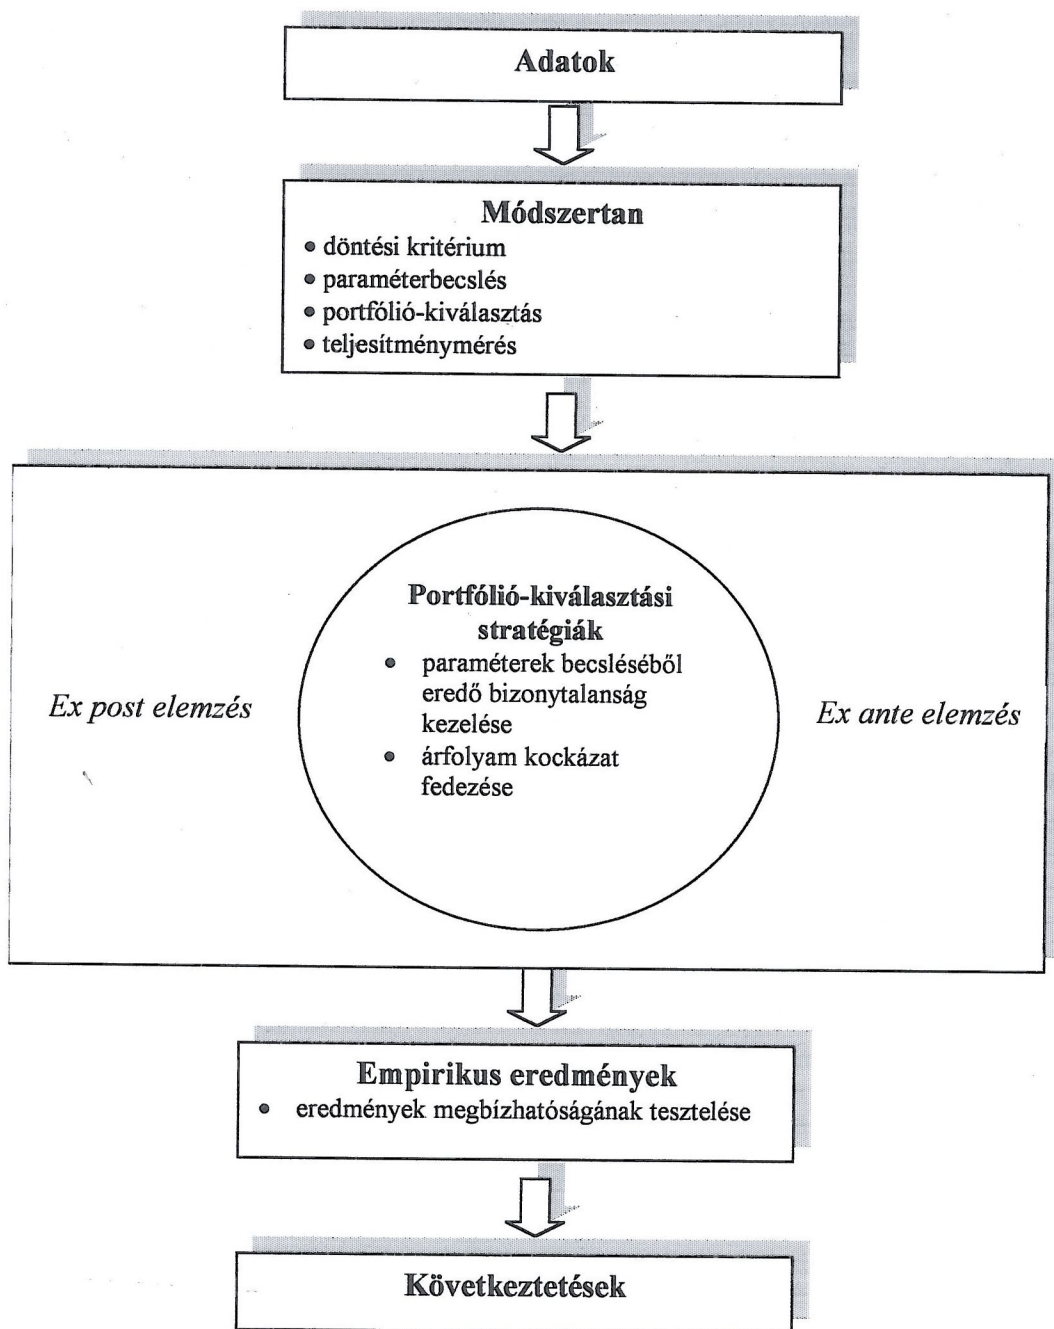 Adatok
Módszertan
• döntési kritérium
• paraméterbecslés
• portfólió-kiválasztás
• teljesítménymérés
Ex post elemzés
Portfólió-kiválasztási
stratégiák
• paraméterek becsléséből
eredő bizonytalanság
kezelése
• árfolyam kockázat
fedezése
Ex ante elemzés
Empirikus eredmények
• eredmények megbízhatóságának tesztelése
Következtetések